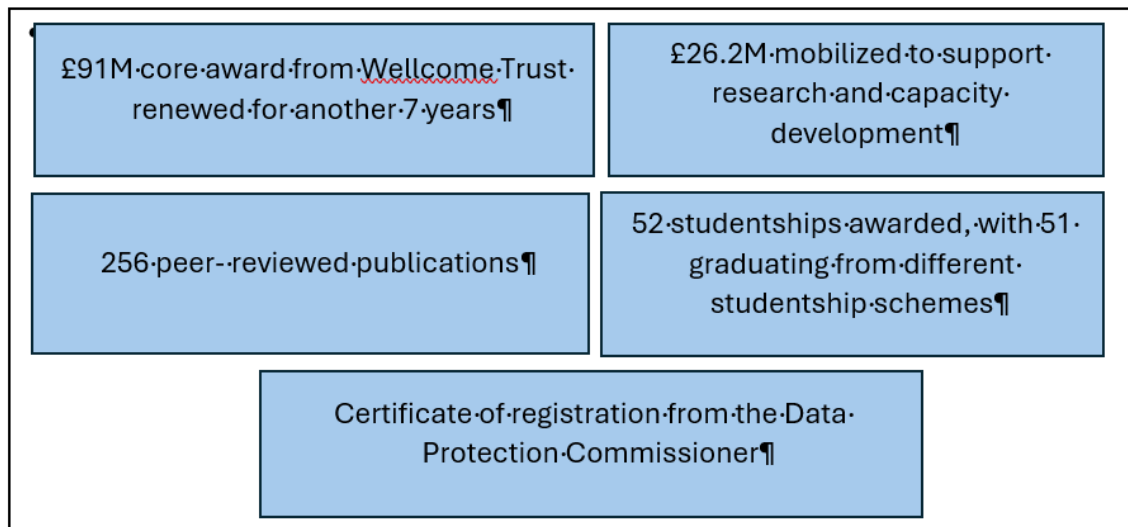 £91M·core·award·from·Wellcome·Trust·
renewed·for·another·7·years¶
£26.2M·mobilized·to·support·
research·and·capacity·
development¶
256·peer-·reviewed·publications¶
52·studentships·awarded,·with·51·
graduating·from·different·
studentship·schemes¶
Certificate·of·registration·from·the·Data·
Protection·Commissioner¶